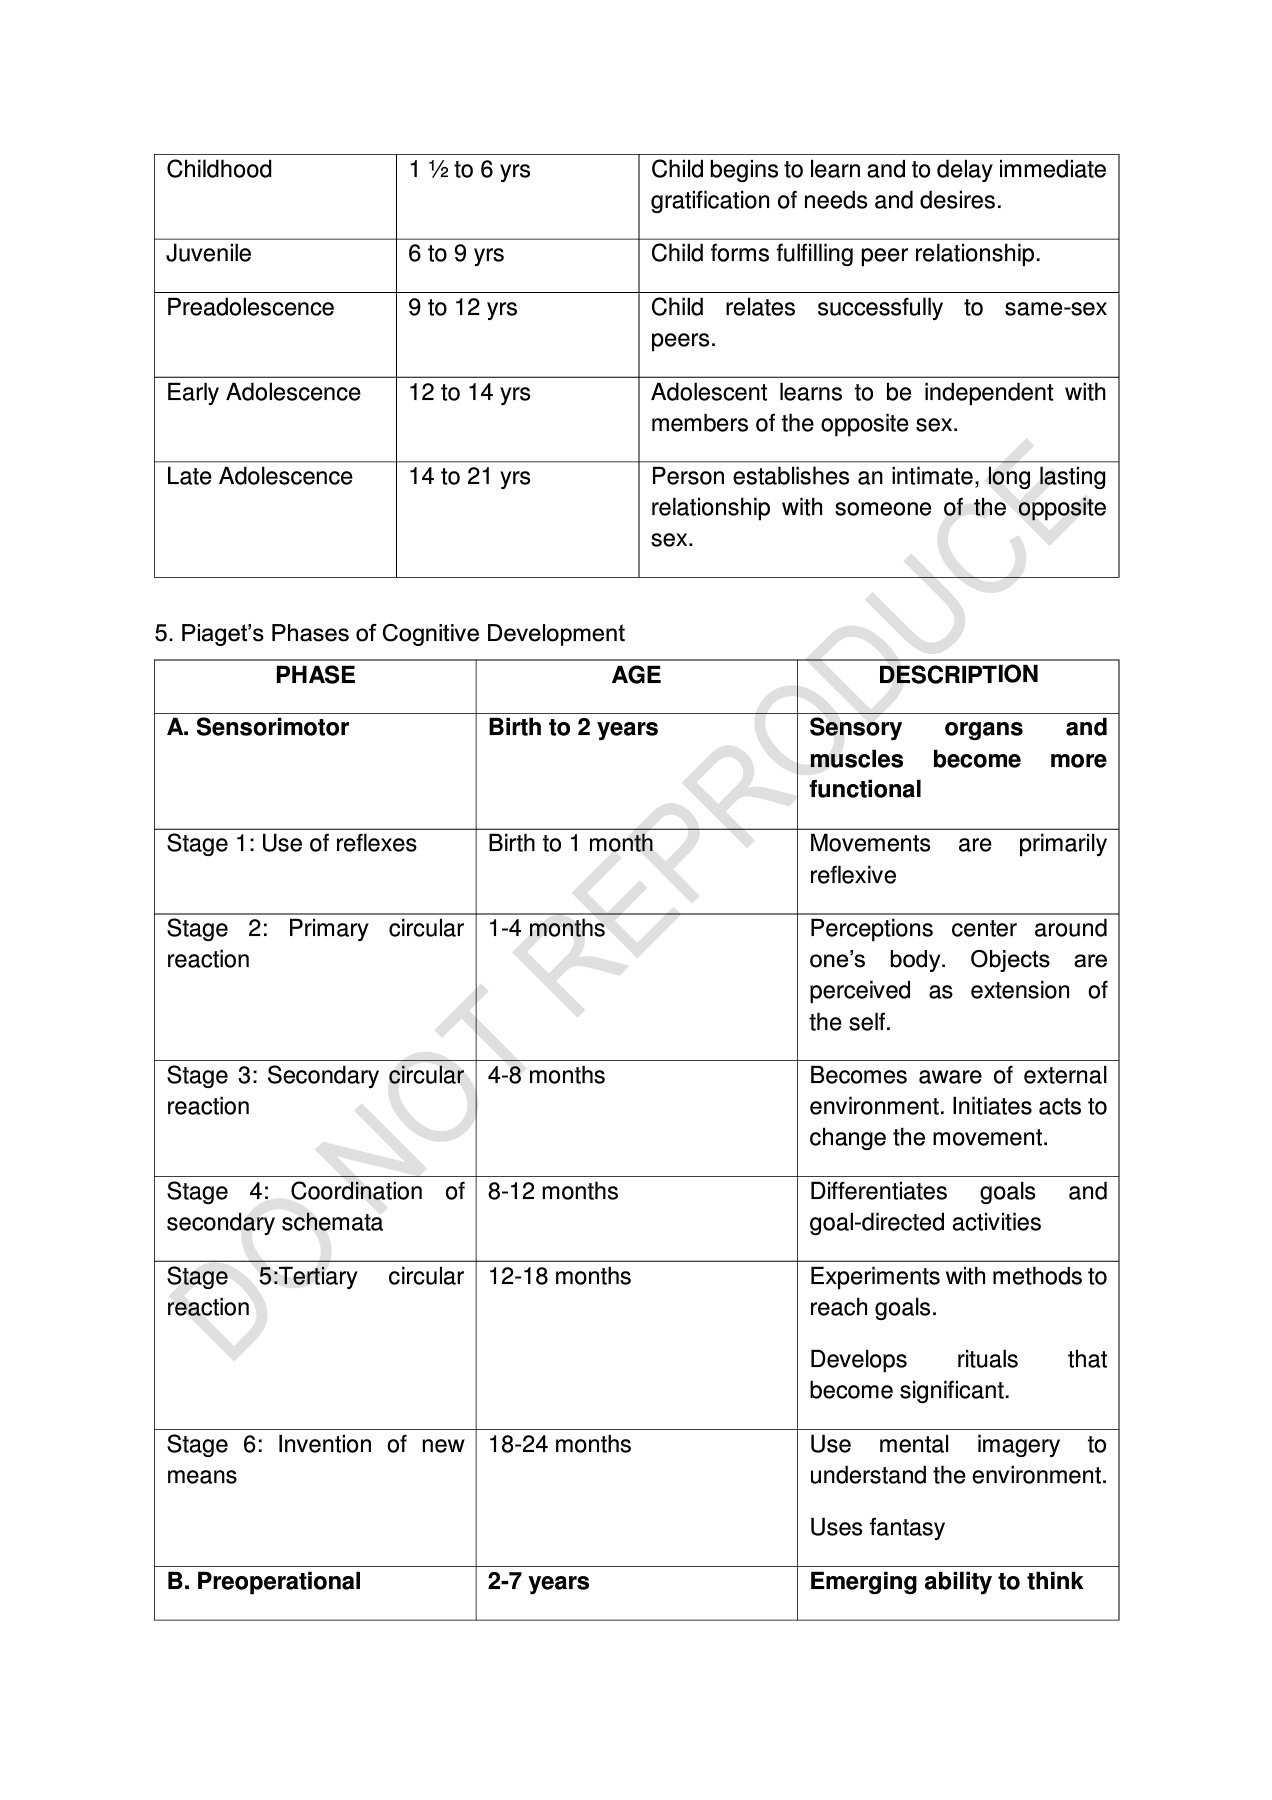 Childhood 1 ½ to 6 yrs Child begins to learn and to delay immediate
gratification of needs and desires.
Juvenile 6 to 9 yrs Child forms fulfilling peer relationship.
Preadolescence 9 to 12 yrs Child relates successfully to same-sex
peers.
Early Adolescence 12 to 14 yrs Adolescent learns to be independent with
members of the opposite sex.
Late Adolescence 14 to 21 yrs Person establishes an intimate, long lasting
relationship with someone of the opposite
sex.
5. Piaget’s Phases of Cognitive Development
PHASE AGE DESCRIPTION
A. Sensorimotor Birth to 2 years Sensory organs and
muscles become more
functional
Stage 1: Use of reflexes Birth to 1 month Movements are primarily
reflexive
Stage 2: Primary circular 1-4 months Perceptions center around
reaction one’s body. Objects are
perceived as extension of
the self.
Stage 3: Secondary circular 4-8 months Becomes aware of external
reaction environment. Initiates acts to
change the movement.
Stage 4: Coordination of 8-12 months Differentiates goals and
secondary schemata goal-directed activities
Stage 5:Tertiary circular 12-18 months Experiments with methods to
reaction reach goals.
Develops rituals that
become significant.
Stage 6: Invention of new 18-24 months Use mental imagery to
means understand the environment.
Uses fantasy
B. Preoperational 2-7 years Emerging ability to think
DO NOT REPRODUCE